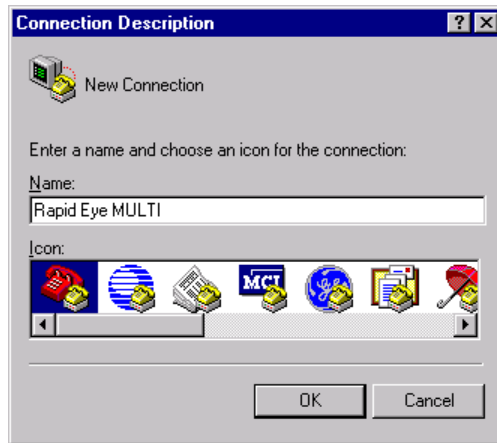 Connection Description
New Connection
Enter a name and choose an icon for the connection:
Name:
Rapid Eye MULTI
Icon:
MCI
OK
Cancel